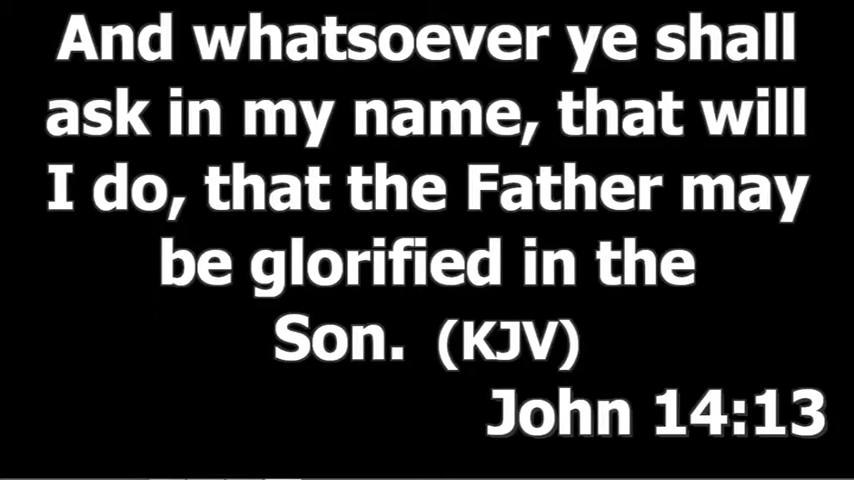 And whatsoever ye shall
ask in my name, that will
I do, that the Father may
be glorified in the
Son. (KJV)
John 14:13